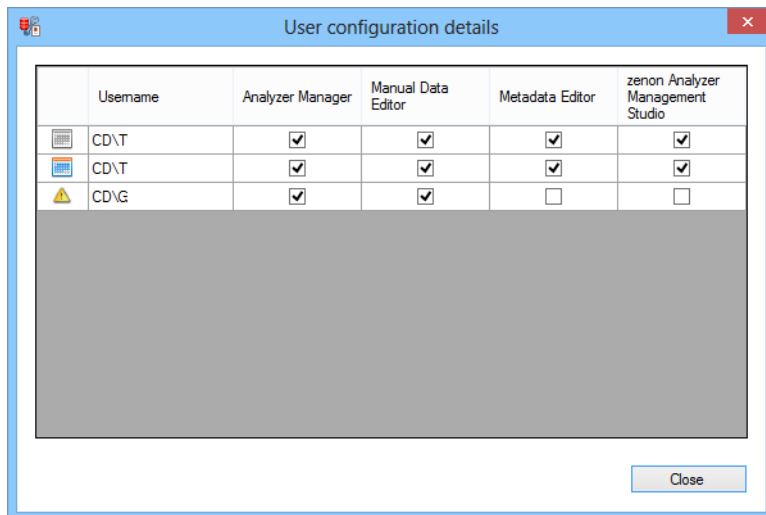 User configuration details
Username
Analyzer Manager
Manual Data
Editor
Metadata Editor
zenon Analyzer
Management
Studio
CD\T
CD\T
CD\G
Close